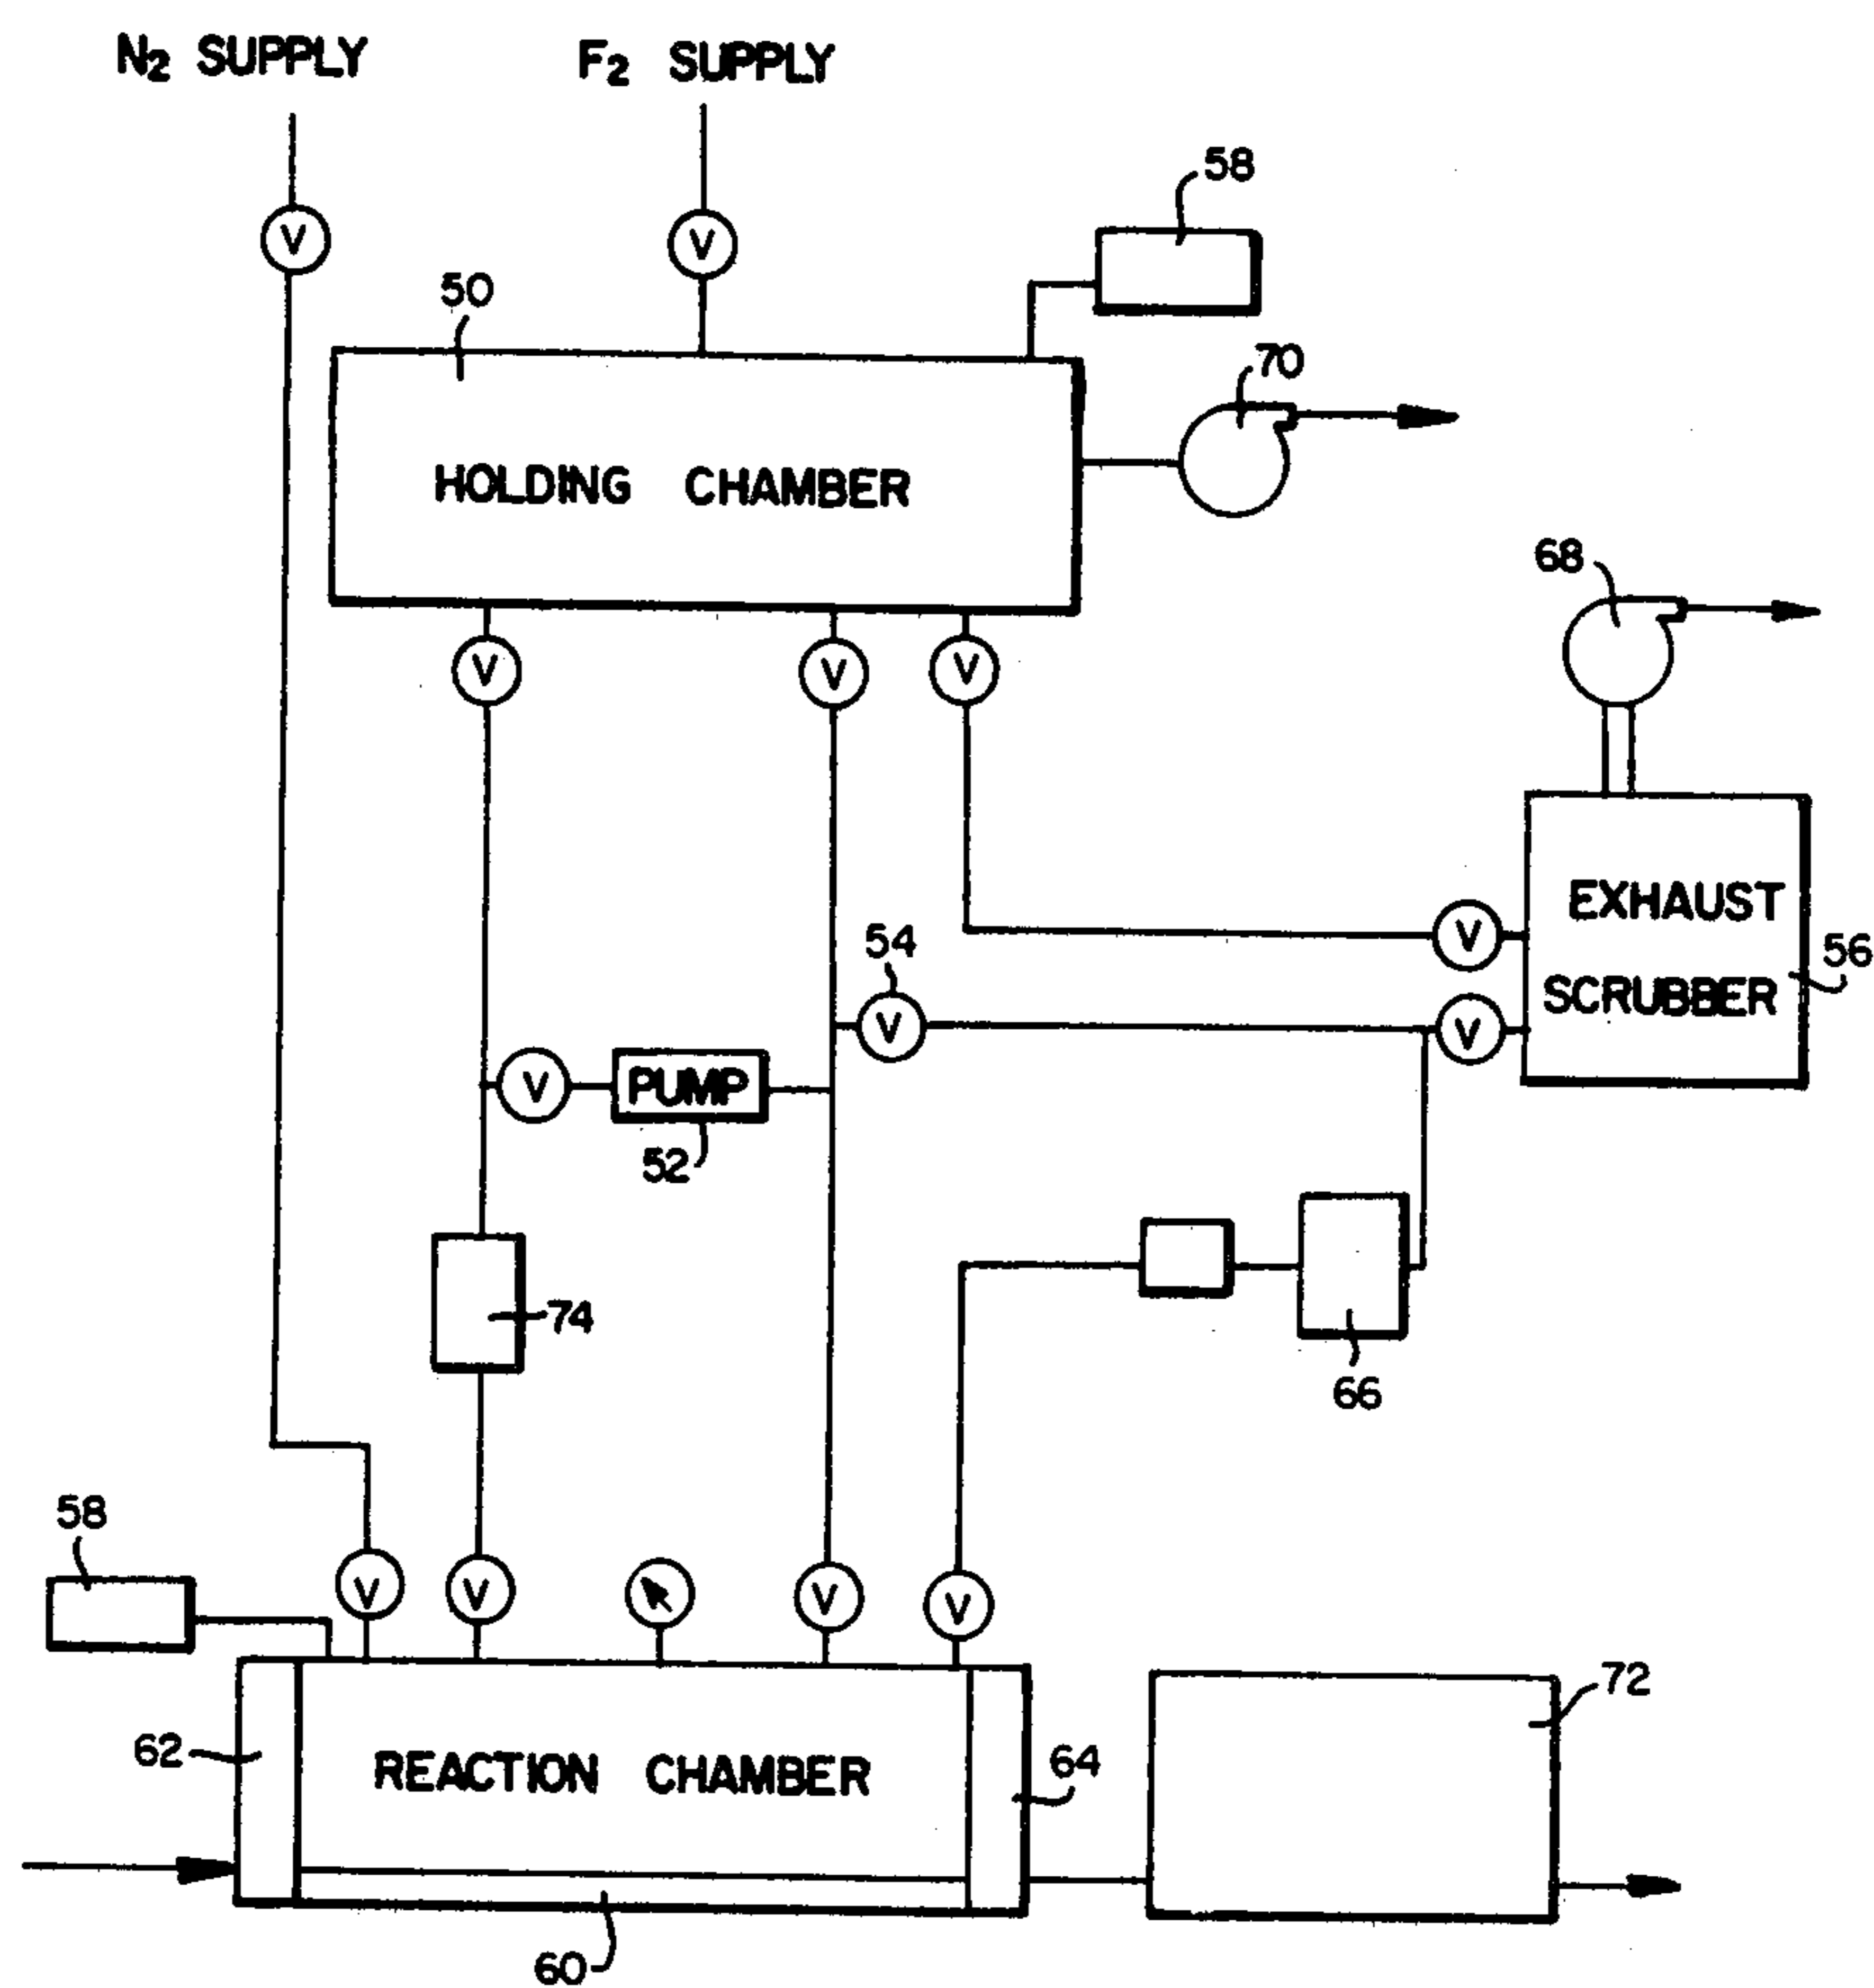 N₂ SUPPLY
F₂ SUPPLY
58
V
V
50
70
HOLDING CHAMBER
68
V
V
V
EXHAUST
54
V
56
SCRUBBER
V
V
V
PUMP
52
74
66
58
V
V
V
V
72
62
REACTION CHAMBER
64
60